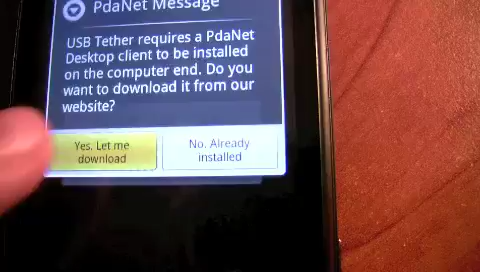 PdaNet Message
USB Tether requires a PdaNet
Desktop client to be installed
on the computer end. Do you
want to download it from our
website?
Yes. Let me
download
No. Already
installed